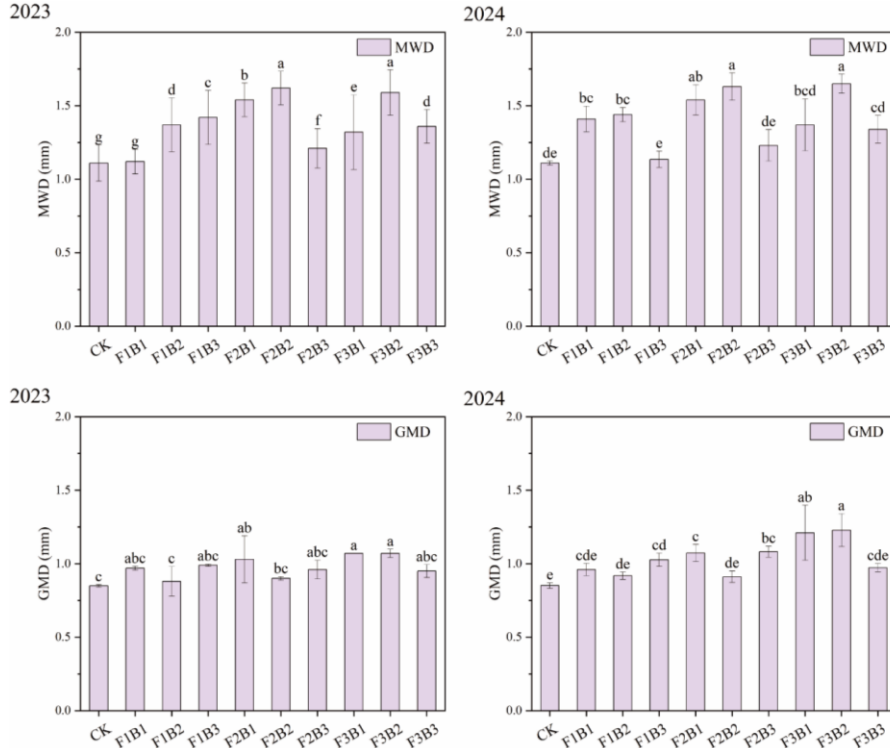 2023
MWD
MWD (mm)
2.0
1.5
1.0
0.5
0.0
g g d c b a f e a d
CK F1B1 F1B2 F1B3 F2B1 F2B2 F2B3 F3B1 F3B2 F3B3
2024
MWD
MWD (mm)
2.0
1.5
1.0
0.5
0.0
de bc bc e ab a de bcd a cd
CK F1B1 F1B2 F1B3 F2B1 F2B2 F2B3 F3B1 F3B2 F3B3
2023
GMD
GMD (mm)
2.0
1.5
1.0
0.5
0.0
c abc c abc ab bc abc a a abc
CK F1B1 F1B2 F1B3 F2B1 F2B2 F2B3 F3B1 F3B2 F3B3
2024
GMD
GMD (mm)
2.0
1.5
1.0
0.5
0.0
e cde de cd c de bc ab a cde
CK F1B1 F1B2 F1B3 F2B1 F2B2 F2B3 F3B1 F3B2 F3B3